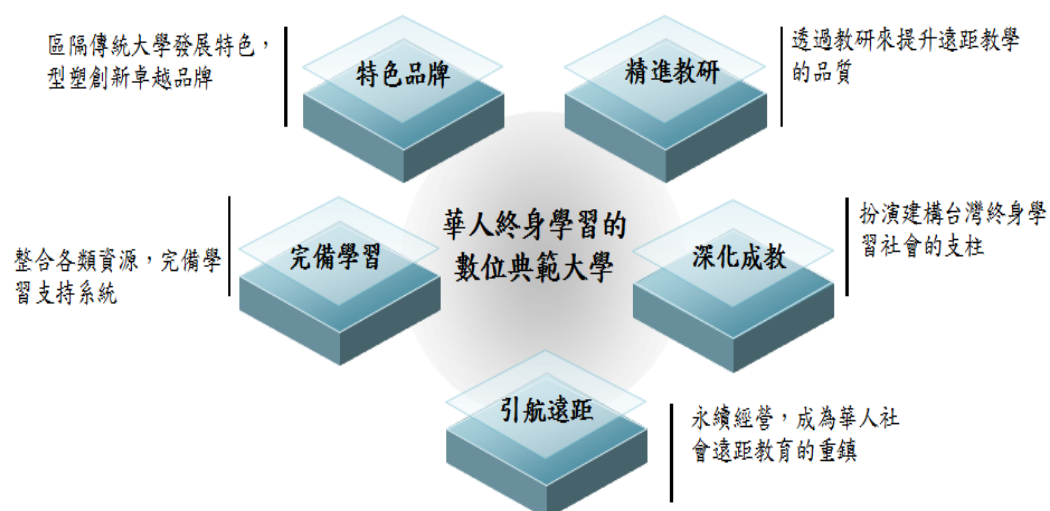 區隔傳統大學發展特色，
型塑創新卓越品牌
特色品牌
精進教研
透過教研來提升遠距教學
的品質
華人終身學習的
數位典範大學
整合各類資源，完備學
習支持系統
完備學習
深化成教
扮演建構台灣終身學
習社會的支柱
引航遠距
永續經營，成為華人社
會遠距教育的重鎮